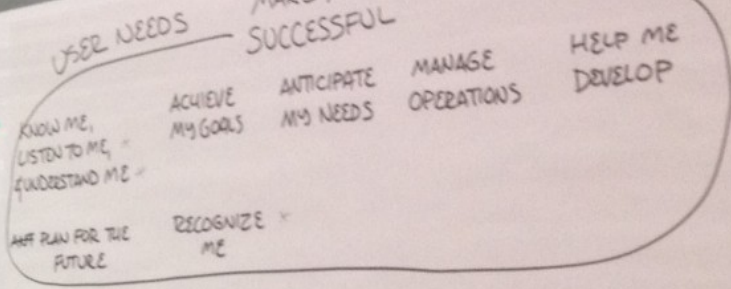 USER NEEDS
SUCCESSFUL
KNOW ME,
LISTEN TO ME,
& UNDERSTAND ME
ACHIEVE
MY GOALS
ANTICIPATE
MY NEEDS
MANAGE
OPERATIONS
HELP ME
DEVELOP
PLAN FOR THE
FUTURE
RECOGNIZE
ME